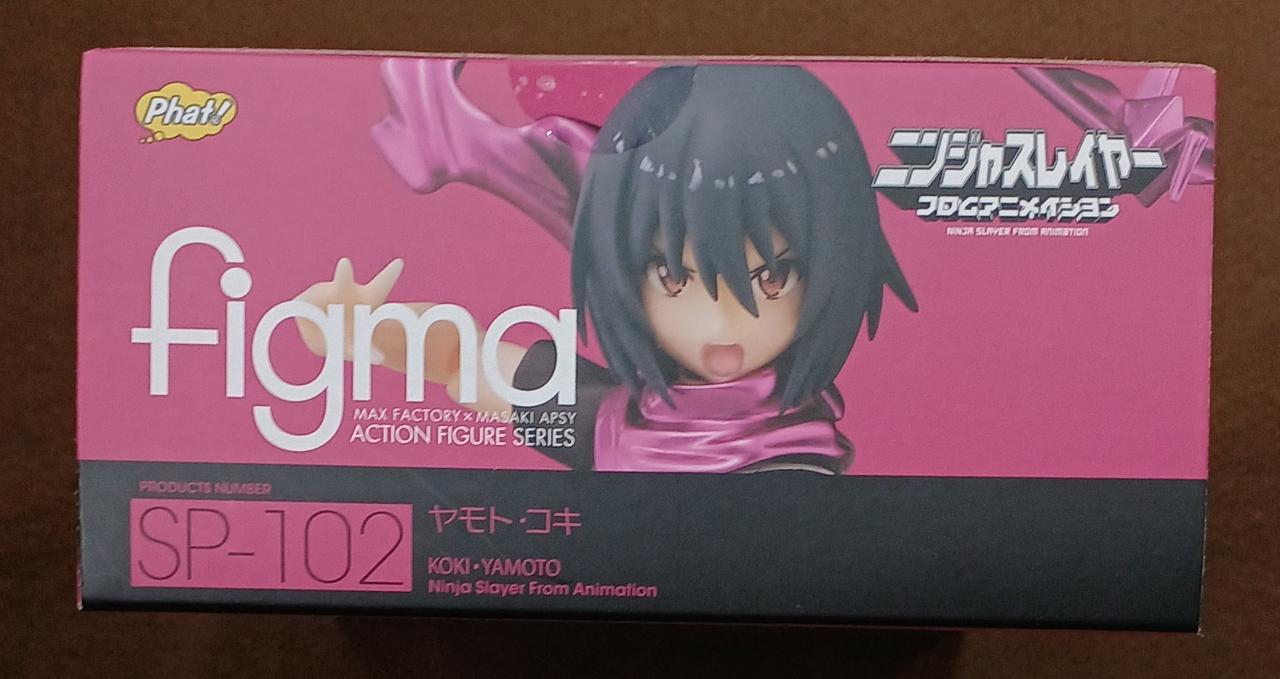 Phat!
ニンジャスレイヤー
フロムアニメイシヨン
NINJA SLAYER FROM ANIMATION
figma
MAX FACTORY × MASAKI APSY
ACTION FIGURE SERIES
PRODUCTS NUMBER
SP-102
ヤモト・コキ
KOKI・YAMOTO
Ninja Slayer From Animation